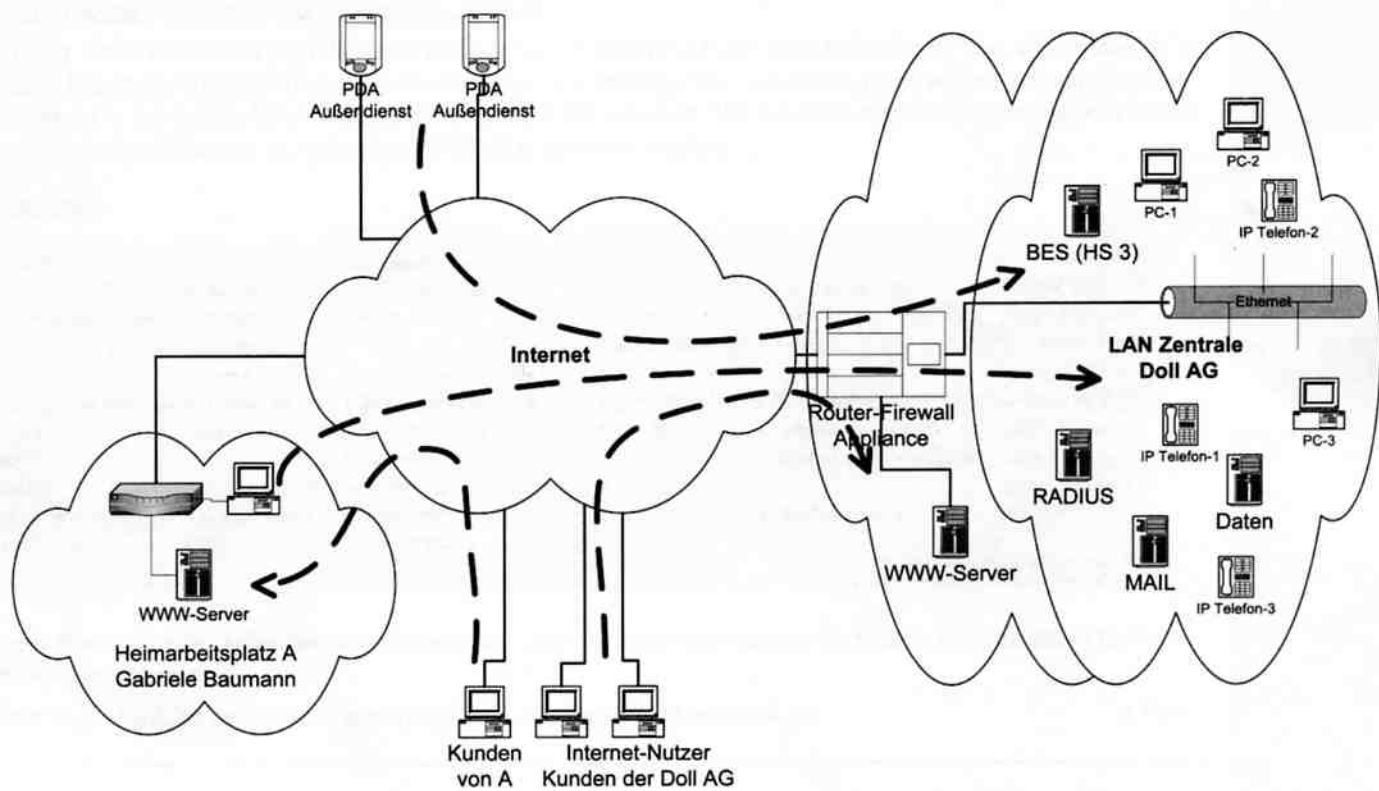 PDA
Außendienst
PDA
Außendienst
PC-2
PC-1
IP Telefon-2
BES (HS 3)
Ethernet
Internet
LAN Zentrale
Doll AG
Router-Firewall
Appliance
PC-3
IP Telefon-1
RADIUS
Daten
WWW-Server
MAIL
IP Telefon-3
WWW-Server
Heimarbeitsplatz A
Gabriele Baumann
Kunden
von A
Internet-Nutzer
Kunden der Doll AG